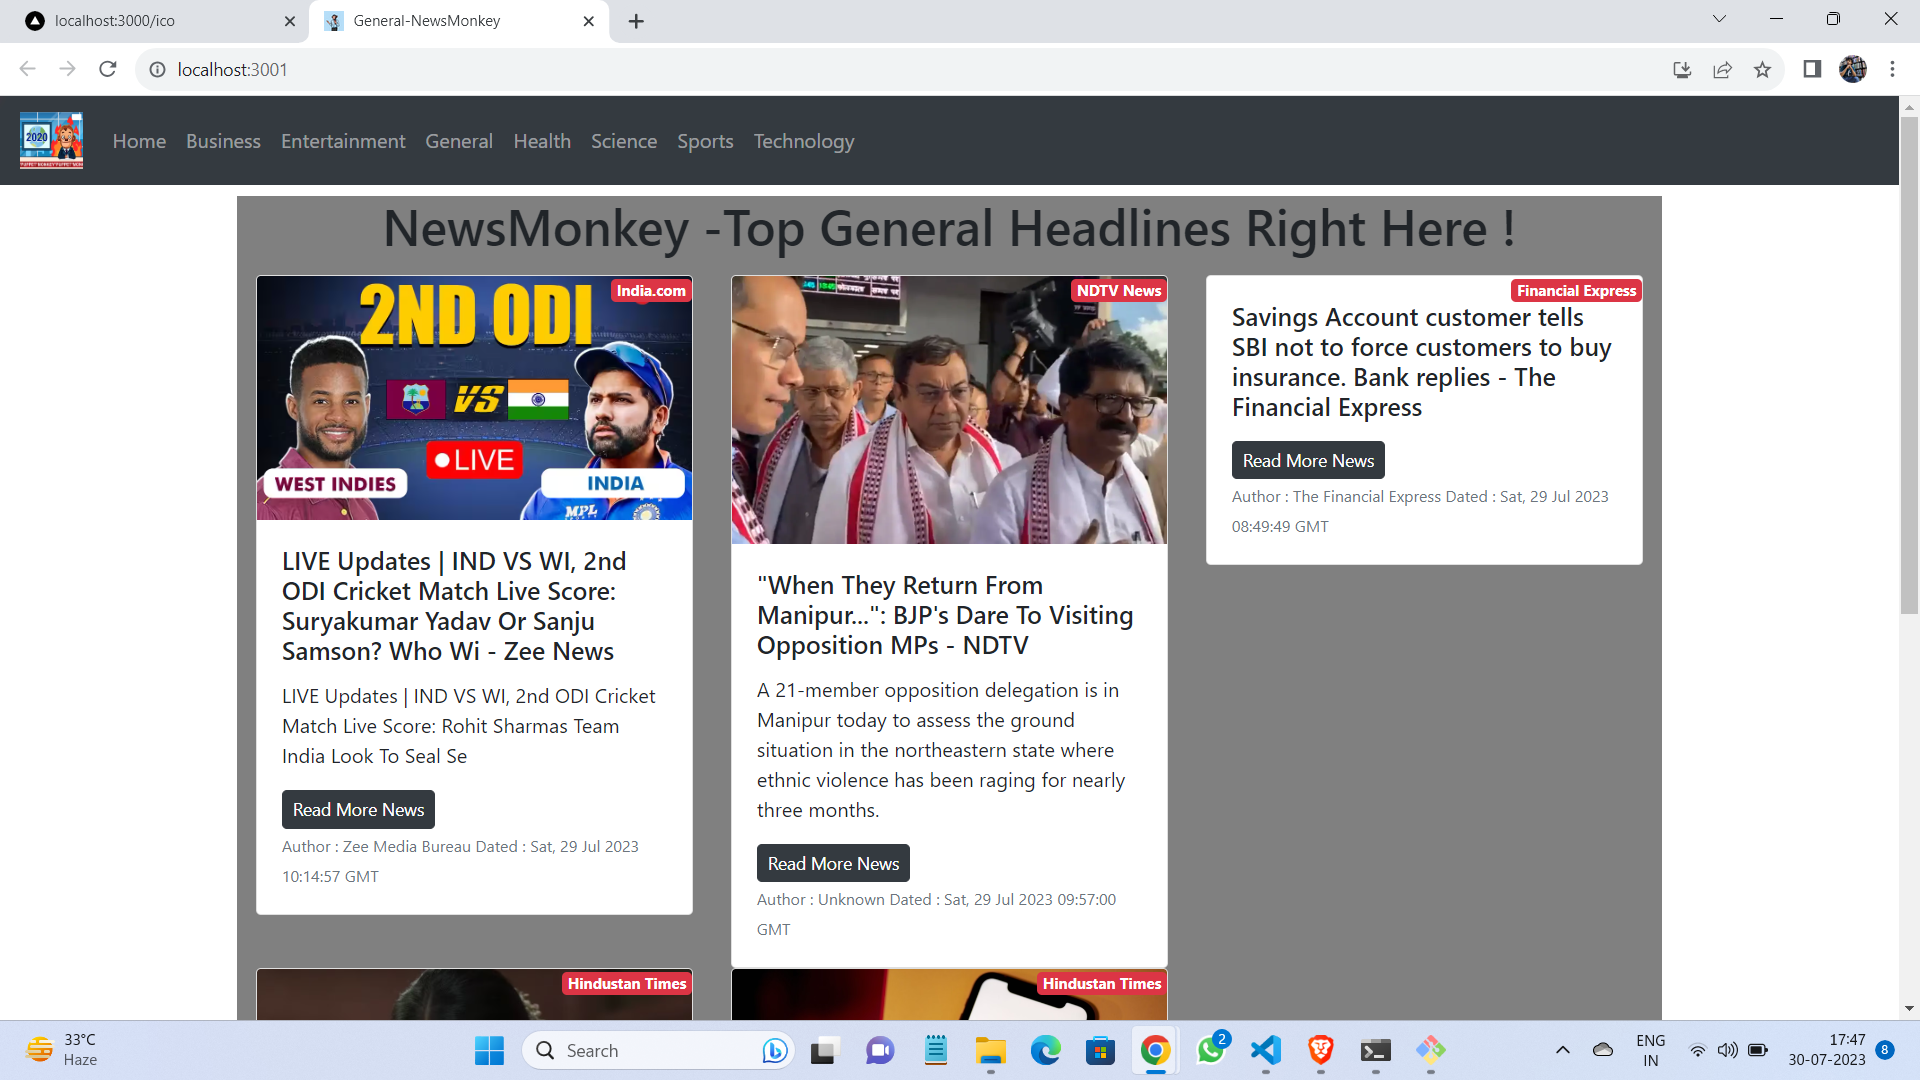 localhost:3000/ico
General-NewsMonkey
localhost:3001
2020
Home
Business
Entertainment
General
Health
Science
Sports
Technology
NewsMonkey -Top General Headlines Right Here !
India.com
2ND ODI
VS
LIVE
WEST INDIES
INDIA
MPL
LIVE Updates | IND VS WI, 2nd
ODI Cricket Match Live Score:
Suryakumar Yadav Or Sanju
Samson? Who Wi - Zee News
LIVE Updates | IND VS WI, 2nd ODI Cricket
Match Live Score: Rohit Sharmas Team
India Look To Seal Se
Read More News
Author : Zee Media Bureau Dated : Sat, 29 Jul 2023
10:14:57 GMT
NDTV News
"When They Return From
Manipur...": BJP's Dare To Visiting
Opposition MPs - NDTV
A 21-member opposition delegation is in
Manipur today to assess the ground
situation in the northeastern state where
ethnic violence has been raging for nearly
three months.
Read More News
Author : Unknown Dated : Sat, 29 Jul 2023 09:57:00
GMT
Financial Express
Savings Account customer tells
SBI not to force customers to buy
insurance. Bank replies - The
Financial Express
Read More News
Author : The Financial Express Dated : Sat, 29 Jul 2023
08:49:49 GMT
Hindustan Times
Hindustan Times
33°C
Haze
Search
2
ENG
IN
17:47
30-07-2023
8